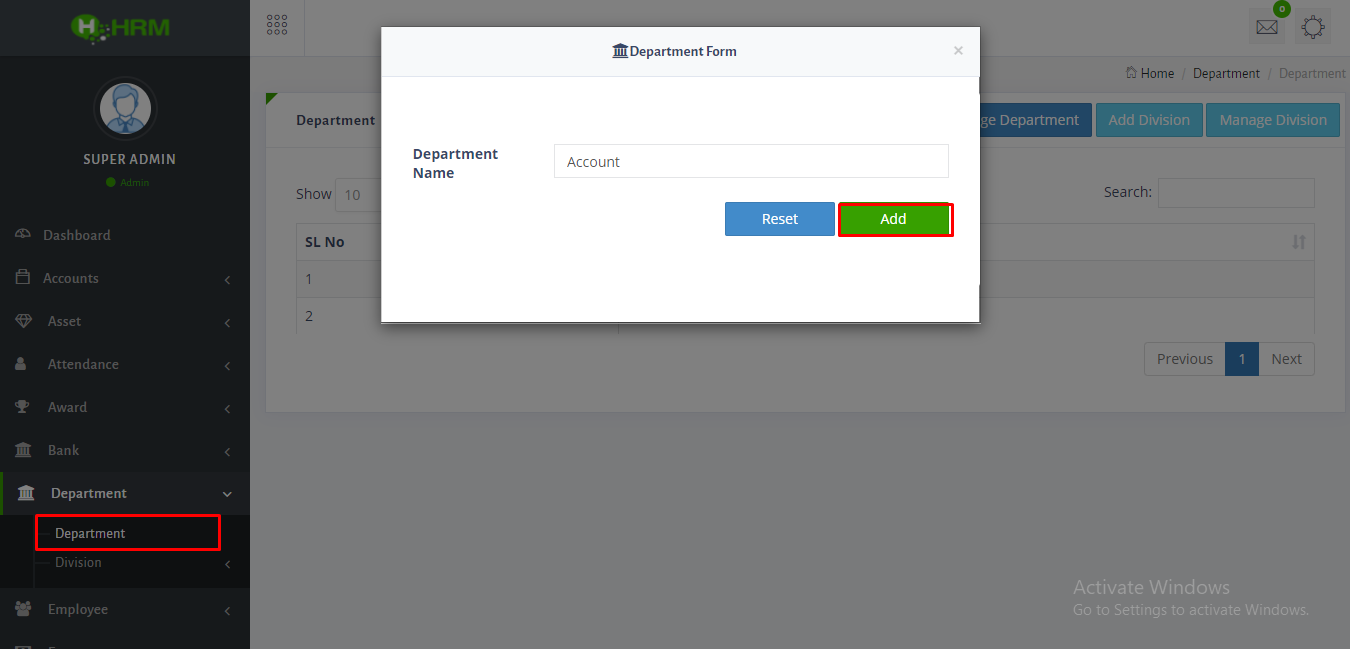 HRM
SUPER ADMIN
Admin
Dashboard
Accounts
Asset
Attendance
Award
Bank
Department
Department
Division
Employee
0
Home / Department / Department
Department
ge Department
Add Division
Manage Division
Show 10
Search:
SL No
1
2
Previous 1 Next
Department Form
×
Department
Name
Account
Reset
Add
Activate Windows
Go to Settings to activate Windows.